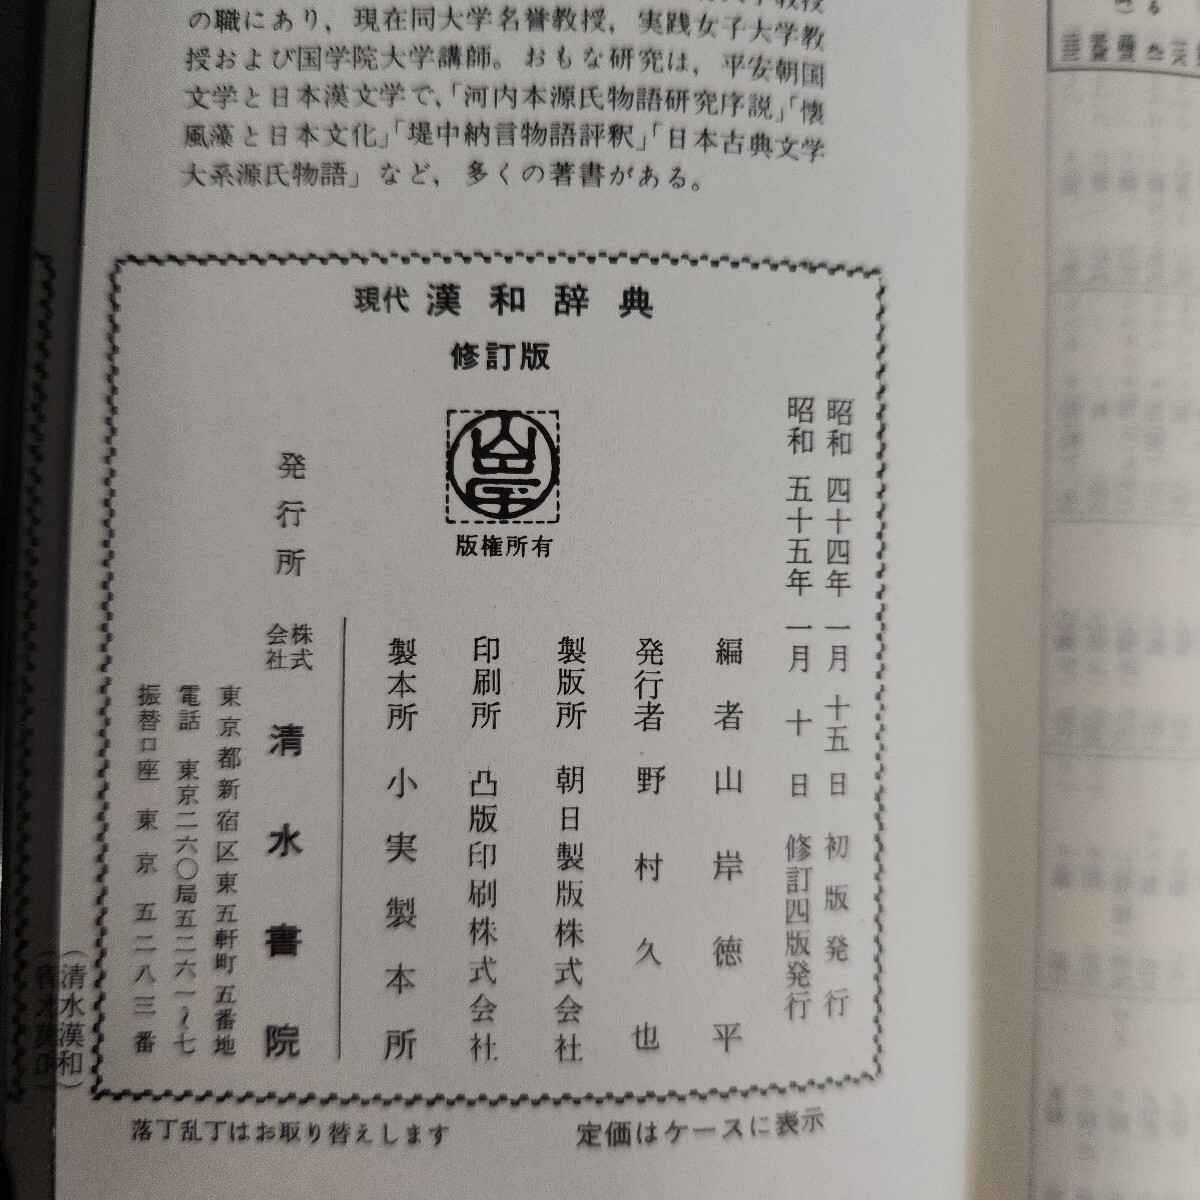 の職にあり，現在同大学名誉教授，実践女子大学教
授および国学院大学講師。おもな研究は，平安朝国
文学と日本漢文学で，「河内本源氏物語研究序説」「懐
風藻と日本文化」「堤中納言物語評釈」「日本古典文学
大系源氏物語」など，多くの著書がある。
現代 漢和辞典
修訂版
昭和四十四年一月十五日 初版発行
昭和五十五年一月十日 修訂四版発行
版権所有
編者 山岸徳平
発行者 野村久也
製版所 朝日製版株式会社
印刷所 凸版印刷株式会社
製本所 小実製本所
発行所 株式会社 清水書院
東京都新宿区東五軒町五番地
電話 東京二六〇局五二六一〜七
振替口座 東京五二八三番
（清水漢和）
落丁乱丁はお取り替えします
定価はケースに表示